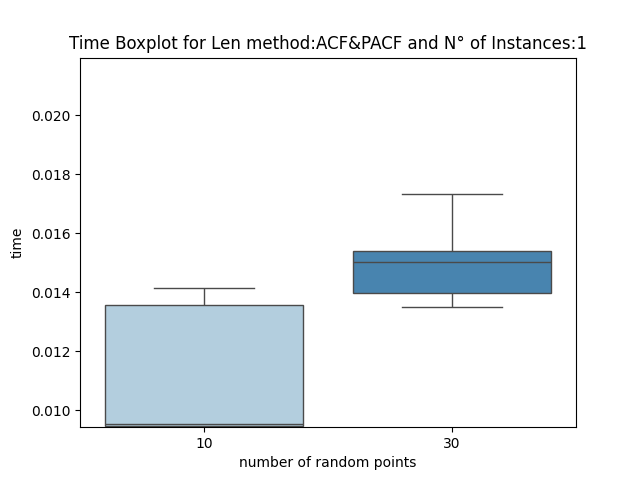 Time Boxplot for Len method:ACF&PACF and N° of Instances:1
0.020
0.018
0.016
0.014
0.012
0.010
time
10 30
number of random points